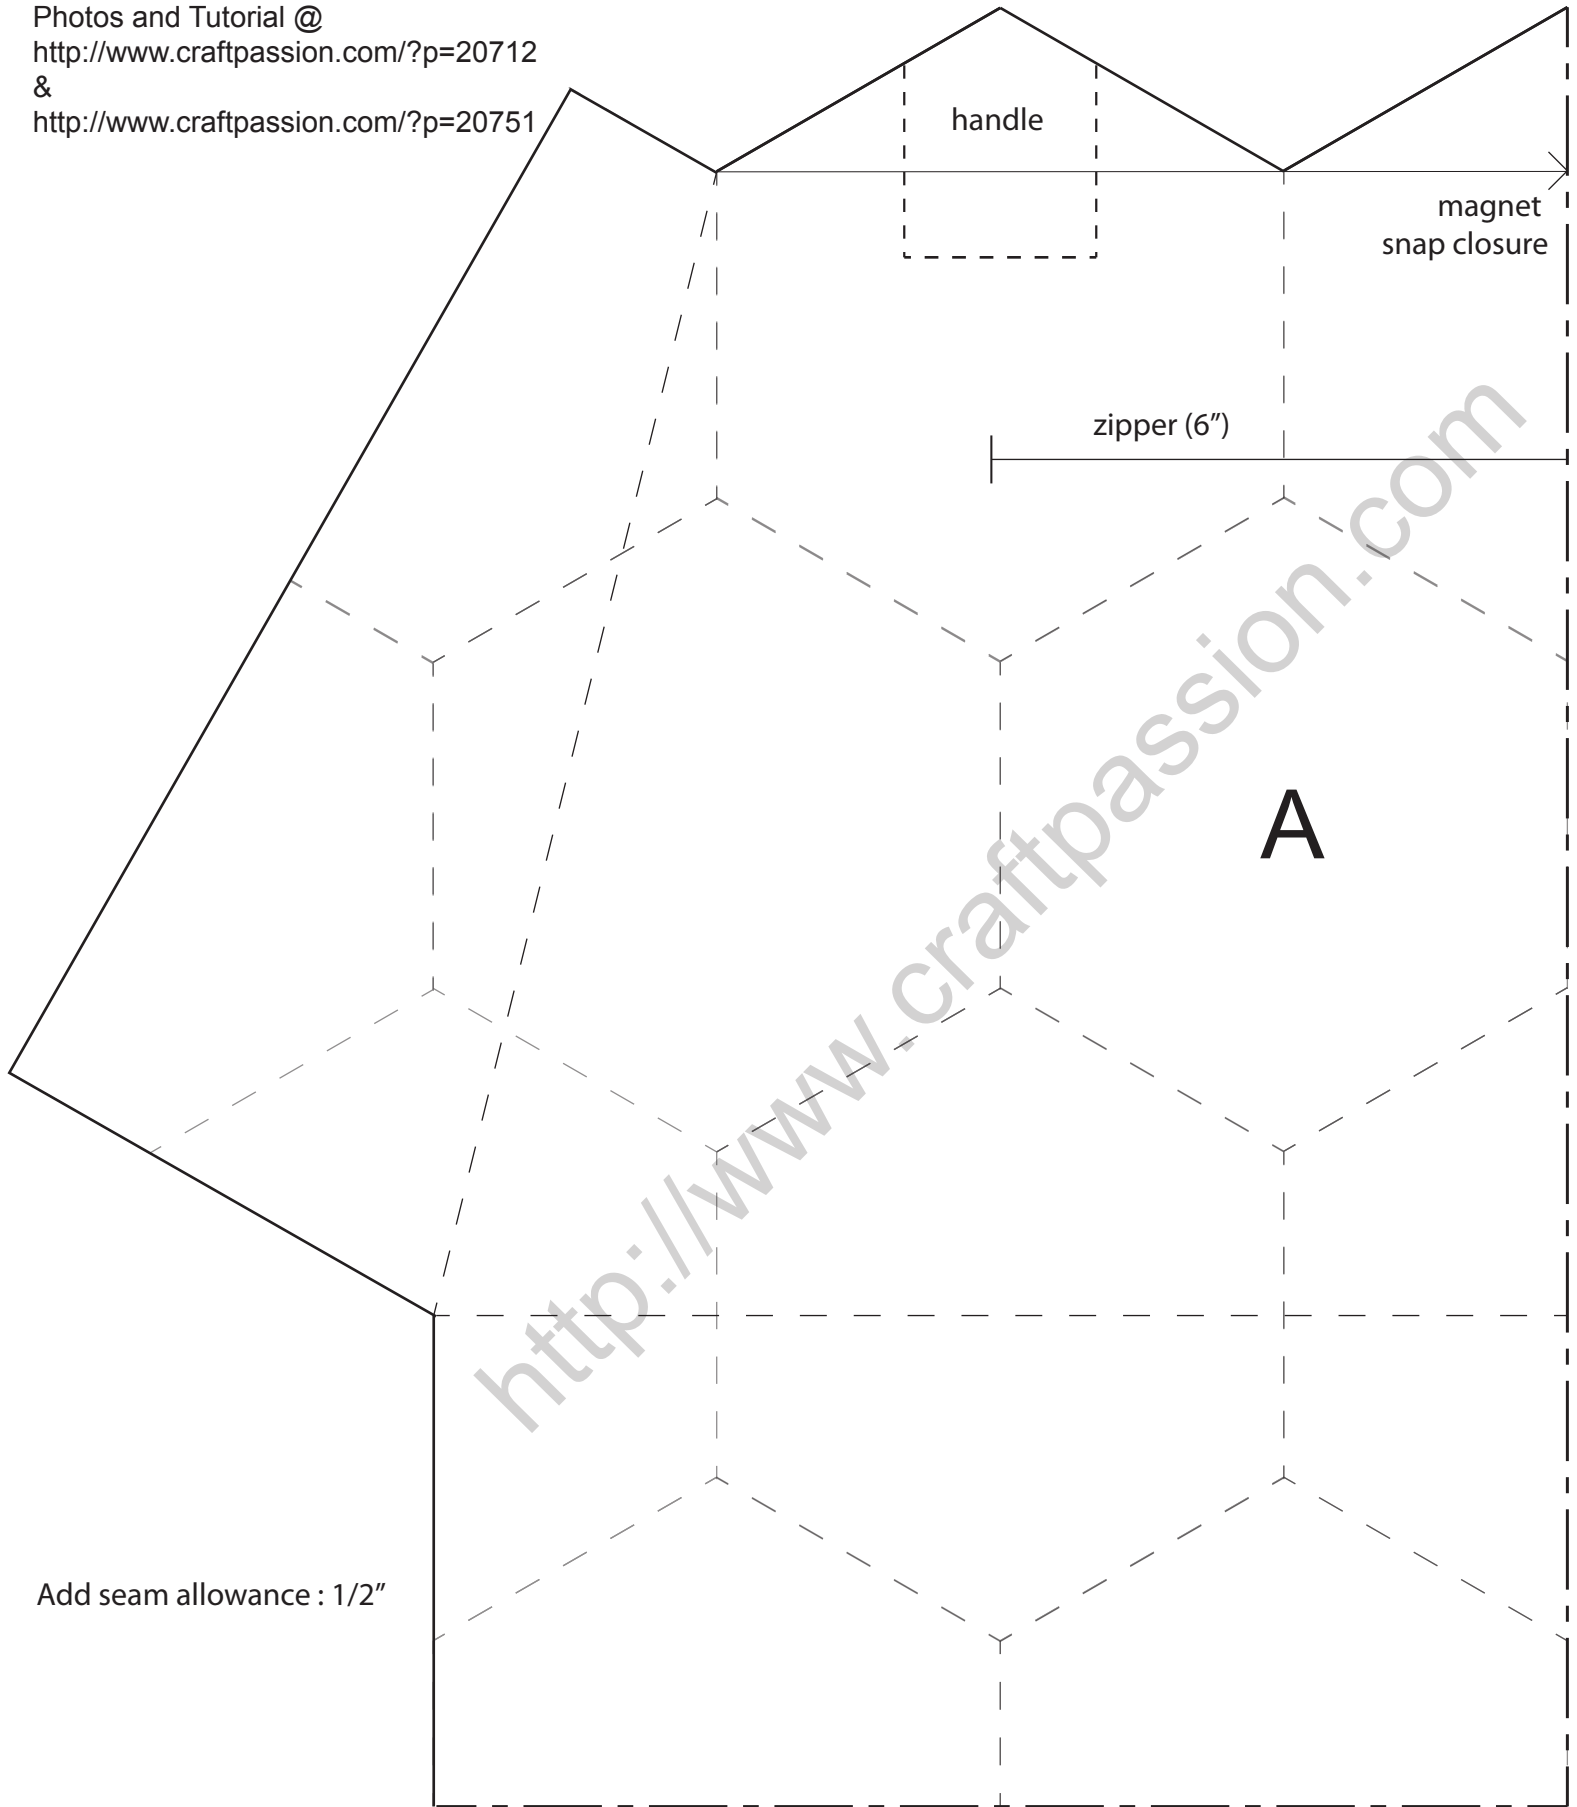 Photos and Tutorial @
http://www.craftpassion.com/?p=20712
&
http://www.craftpassion.com/?p=20751
handle
magnet
snap closure
zipper (6”)
A
http://www.craftpassion.com
Add seam allowance : 1/2”